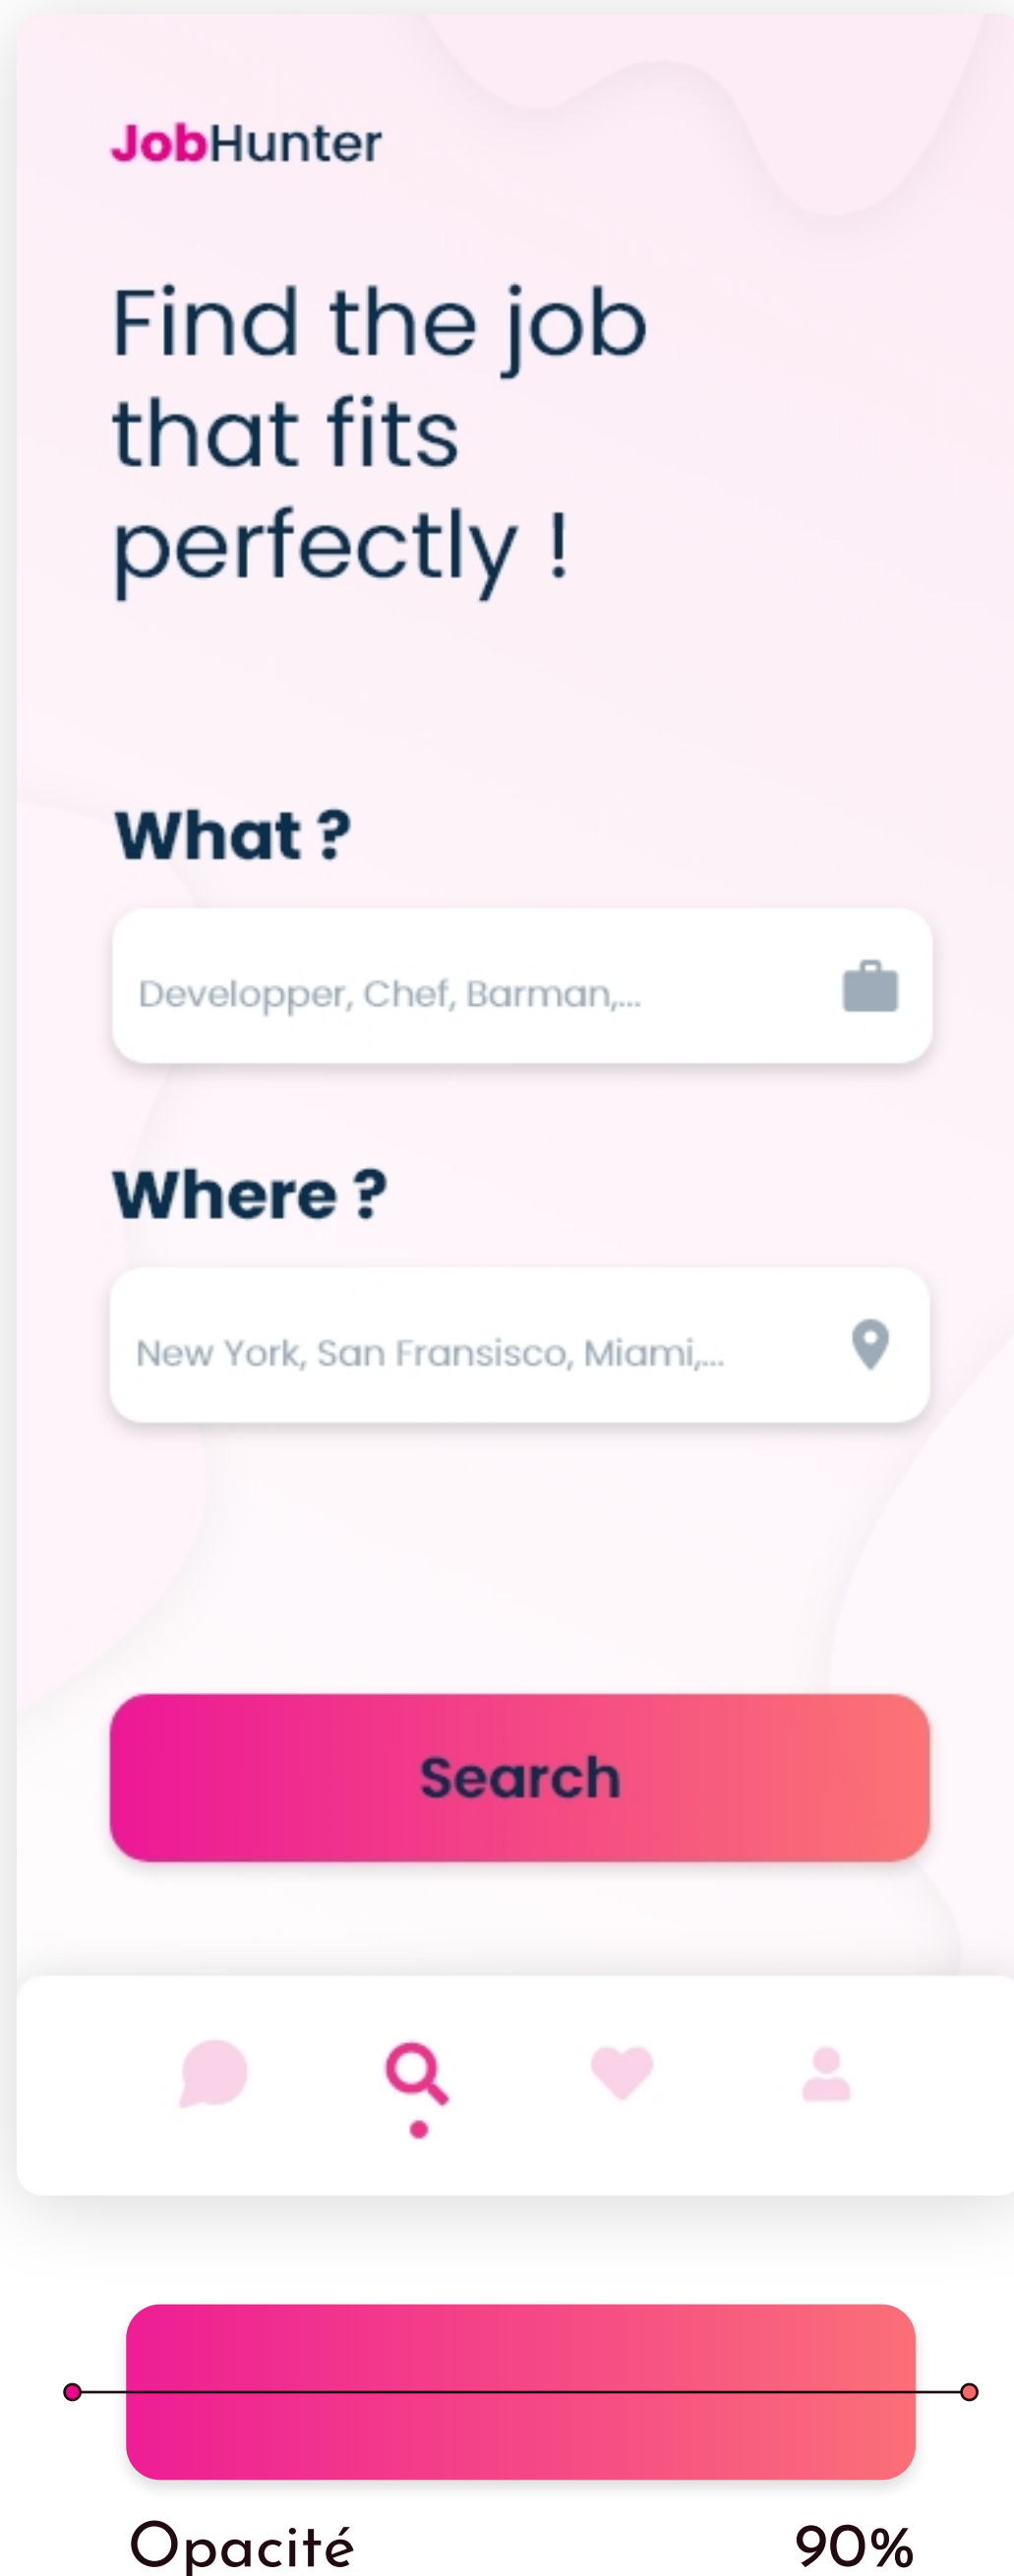 JobHunter
Find the job
that fits
perfectly !
What ?
Developper, Chef, Barman,...
Where ?
New York, San Fransisco, Miami,...
Search
Opacité 90%